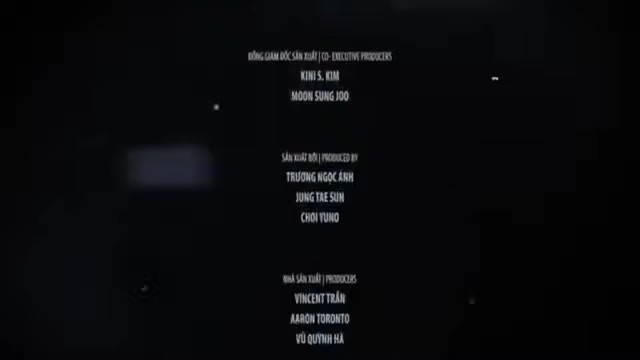 ĐỒNG GIÁM ĐỐC SẢN XUẤT | CO- EXECUTIVE PRODUCERS
KINI S. KIM
MOON SUNG JOO
SẢN XUẤT BỞI | PRODUCED BY
TRƯƠNG NGỌC ÁNH
JUNG TAE SUN
CHOI YUNO
NHÀ SẢN XUẤT | PRODUCERS
VINCENT TRẦN
AARON TORONTO
VŨ QUỲNH HÀ